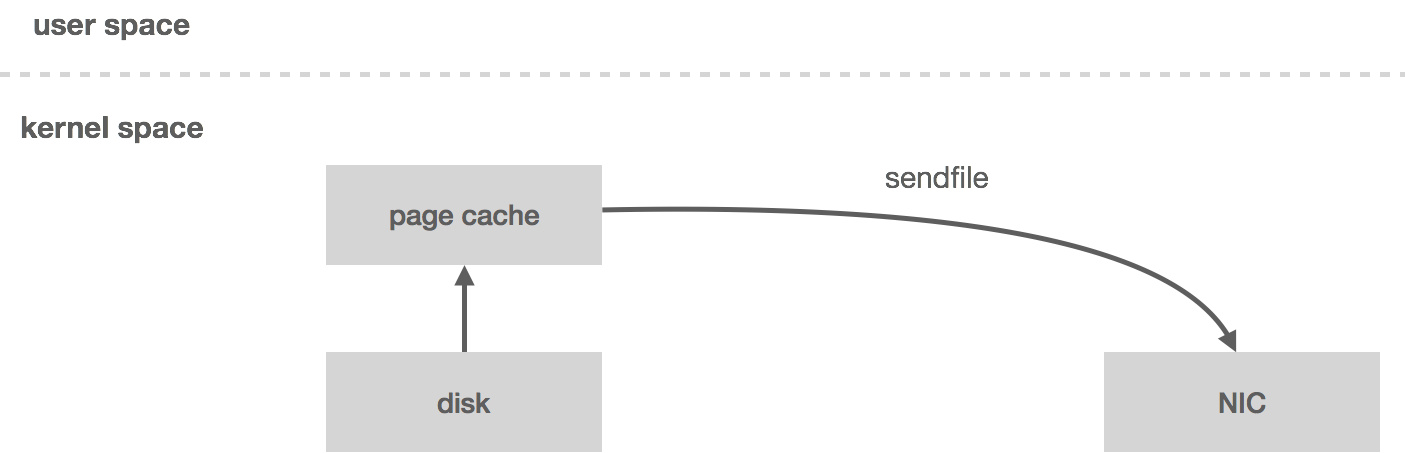 user space
kernel space
sendfile
page cache
disk
NIC